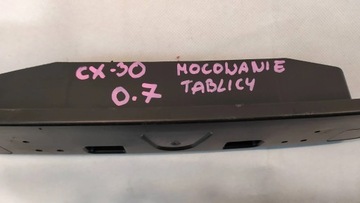 CX-30 MOCOWANIE
0.7 TABLICY